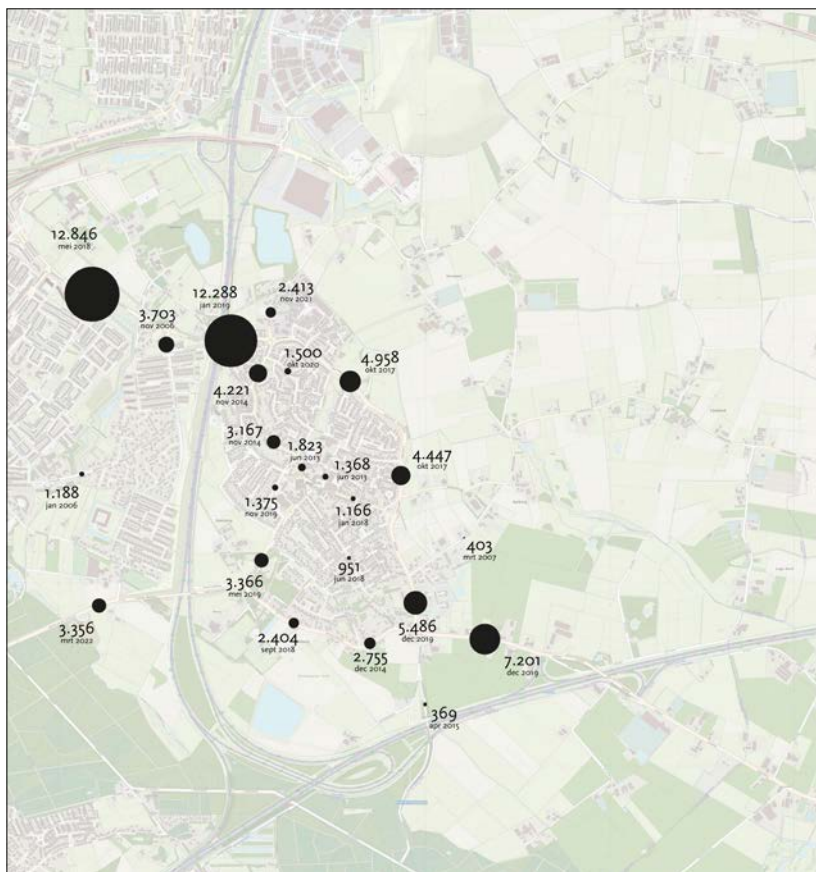 12.846
mei 2018
3.703
nov 2006
12.288
jan 2019
2.413
nov 2021
1.500
okt 2020
4.958
okt 2017
4.221
nov 2014
3.167
nov 2014
1.823
jun 2013
1.368
jun 2013
4.447
okt 2017
1.188
jan 2006
1.375
nov 2019
1.166
jan 2018
403
mrt 2007
951
jun 2018
3.366
mei 2019
3.356
mrt 2022
2.404
sept 2018
5.486
dec 2019
2.755
dec 2014
7.201
dec 2019
369
apr 2015